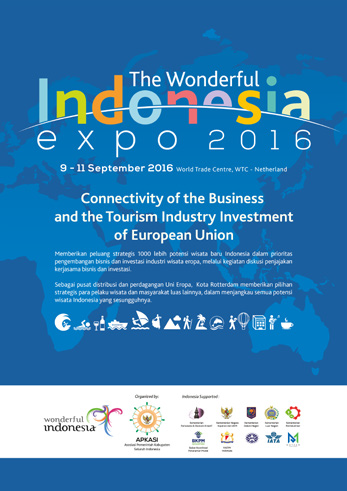 The Wonderful
Indonesia
expo 2016
9 - 11 September 2016 World Trade Centre, WTC - Netherland
Connectivity of the Business
and the Tourism Industry Investment
of European Union
Memberikan peluang strategis 1000 lebih potensi wisata baru Indonesia dalam prioritas
pengembangan bisnis dan investasi industri wisata eropa, melalui kegiatan diskusi penjajakan
kerjasama bisnis dan investasi.
Sebagai pusat distribusi dan perdagangan Uni Eropa, Kota Rotterdam memberikan pilihan
strategis para pelaku wisata dan masyarakat luas lainnya, dalam menjangkau semua potensi
wisata Indonesia yang sesungguhnya.
Organized by:
Indonesia Supported :
wonderful
indonesia
APKASI
Asosiasi Pemerintah Kabupaten
Seluruh Indonesia
BKPM
IATA